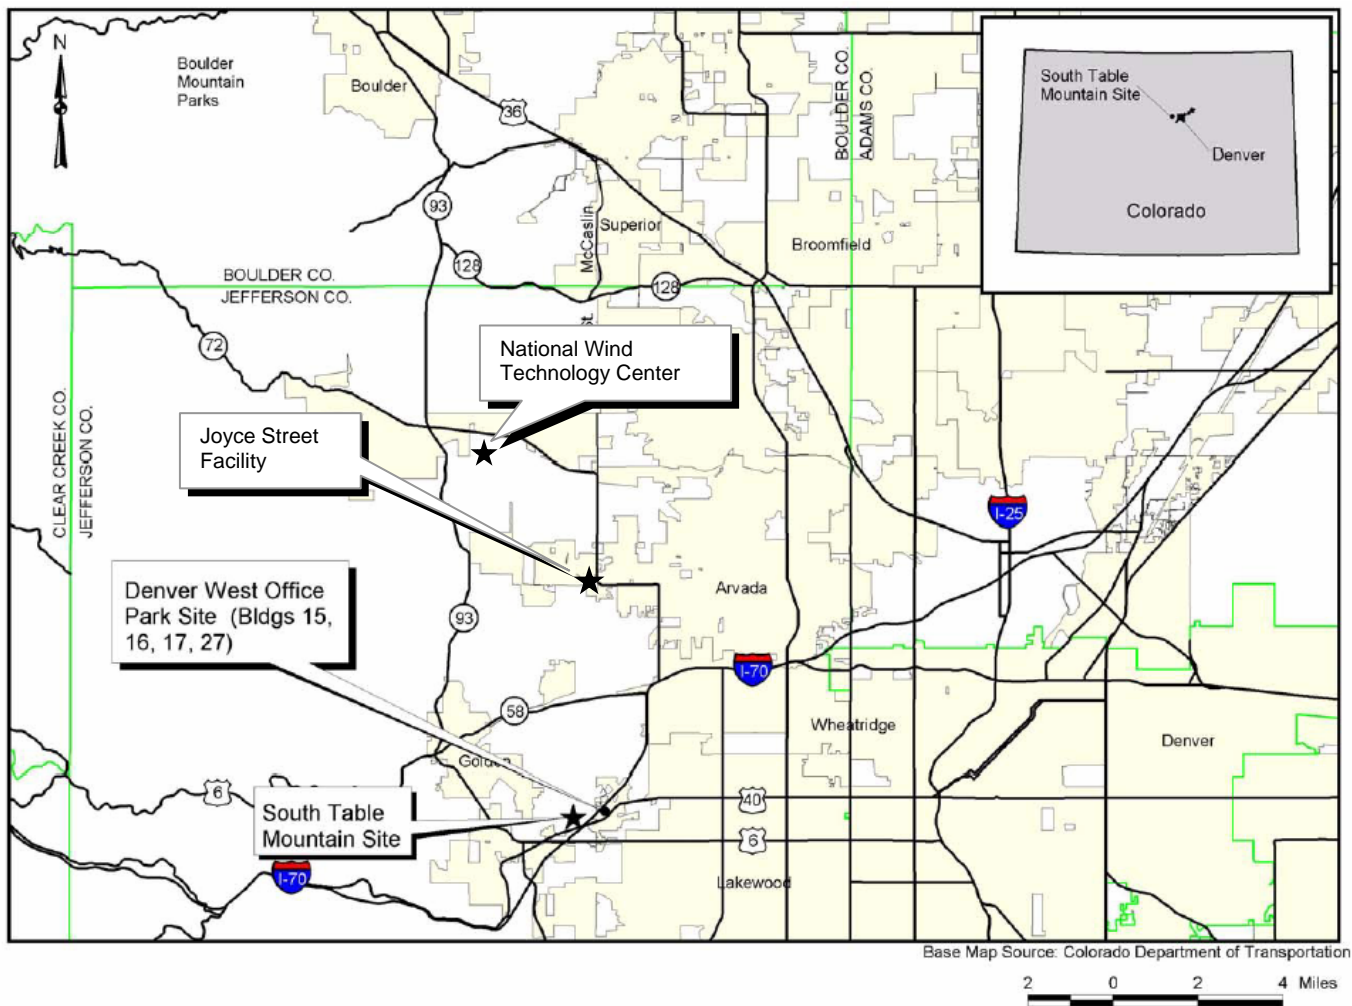 N
Boulder
Mountain
Parks
Boulder
36
BOULDER CO.
ADAMS CO.
South Table
Mountain Site
Denver
Colorado
93
McCaslin
Superior
Broomfield
128
128
BOULDER CO.
JEFFERSON CO.
St.
72
National Wind
Technology Center
CLEAR CREEK CO.
JEFFERSON CO.
Joyce Street
Facility
I-25
Denver West Office
Park Site (Bldgs 15,
16, 17, 27)
Arvada
93
I-70
58
Wheatridge
Denver
Golden
6
South Table
Mountain Site
40
6
I-70
Lakewood
Base Map Source: Colorado Department of Transportation
2 0 2 4 Miles